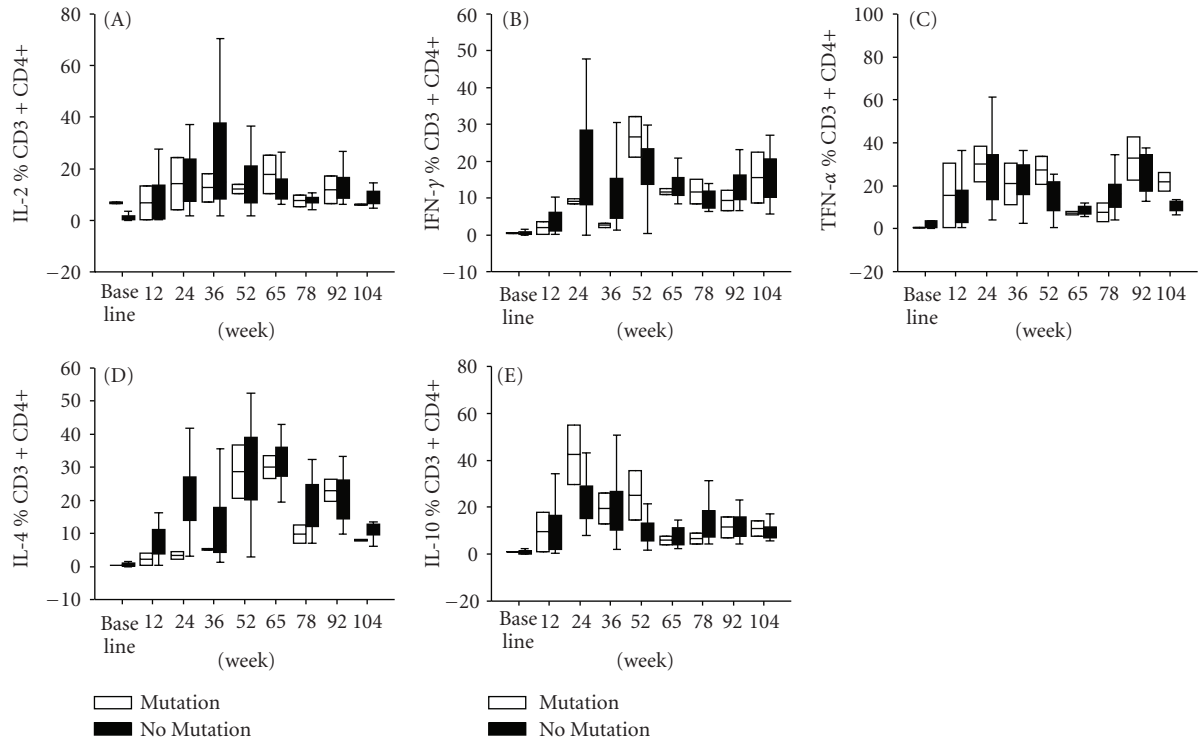 (A)
IL-2 % CD3 + CD4+
80
60
40
20
0
−20
Base line 12 24 36 52 65 78 92 104
(week)
(B)
IFN-γ % CD3 + CD4+
60
50
40
30
20
10
0
−10
Base line 12 24 36 52 65 78 92 104
(week)
(C)
TFN-α % CD3 + CD4+
100
80
60
40
20
0
−20
Base line 12 24 36 52 65 78 92 104
(week)
(D)
IL-4 % CD3 + CD4+
60
50
40
30
20
10
0
−10
Base line 12 24 36 52 65 78 92 104
(week)
Mutation
No Mutation
(E)
IL-10 % CD3 + CD4+
80
60
40
20
0
−20
Base line 12 24 36 52 65 78 92 104
(week)
Mutation
No Mutation